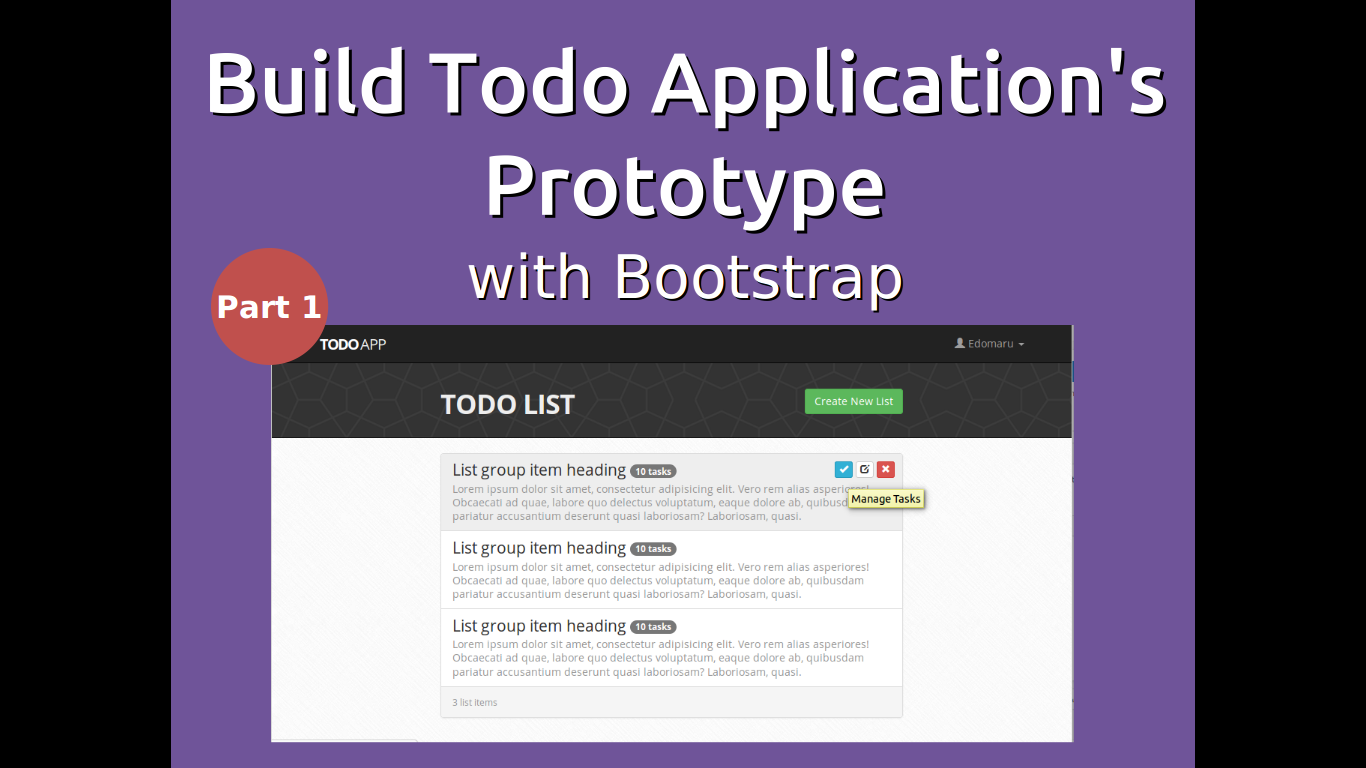 Build Todo Application's
Prototype
with Bootstrap
Part 1
TODO APP
Edomaru
TODO LIST
Create New List
List group item heading 10 tasks
Lorem ipsum dolor sit amet, consectetur adipisicing elit. Vero rem alias asperiores!
Obcaecati ad quae, labore quo delectus voluptatum, eaque dolore ab, quibusd
Manage Tasks
pariatur accusantium deserunt quasi laboriosam? Laboriosam, quasi.
List group item heading 10 tasks
Lorem ipsum dolor sit amet, consectetur adipisicing elit. Vero rem alias asperiores!
Obcaecati ad quae, labore quo delectus voluptatum, eaque dolore ab, quibusdam
pariatur accusantium deserunt quasi laboriosam? Laboriosam, quasi.
List group item heading 10 tasks
Lorem ipsum dolor sit amet, consectetur adipisicing elit. Vero rem alias asperiores!
Obcaecati ad quae, labore quo delectus voluptatum, eaque dolore ab, quibusdam
pariatur accusantium deserunt quasi laboriosam? Laboriosam, quasi.
3 list items